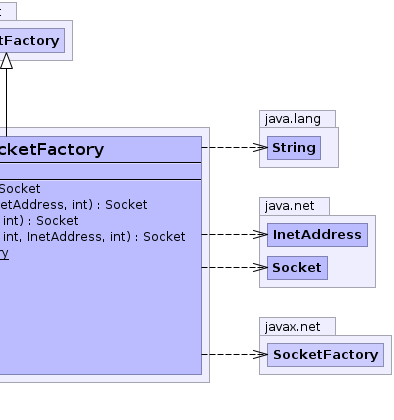 tFactory
cketFactory
Socket
etAddress, int) : Socket
int) : Socket
int, InetAddress, int) : Socket
ry
java.lang
String
java.net
InetAddress
Socket
javax.net
SocketFactory